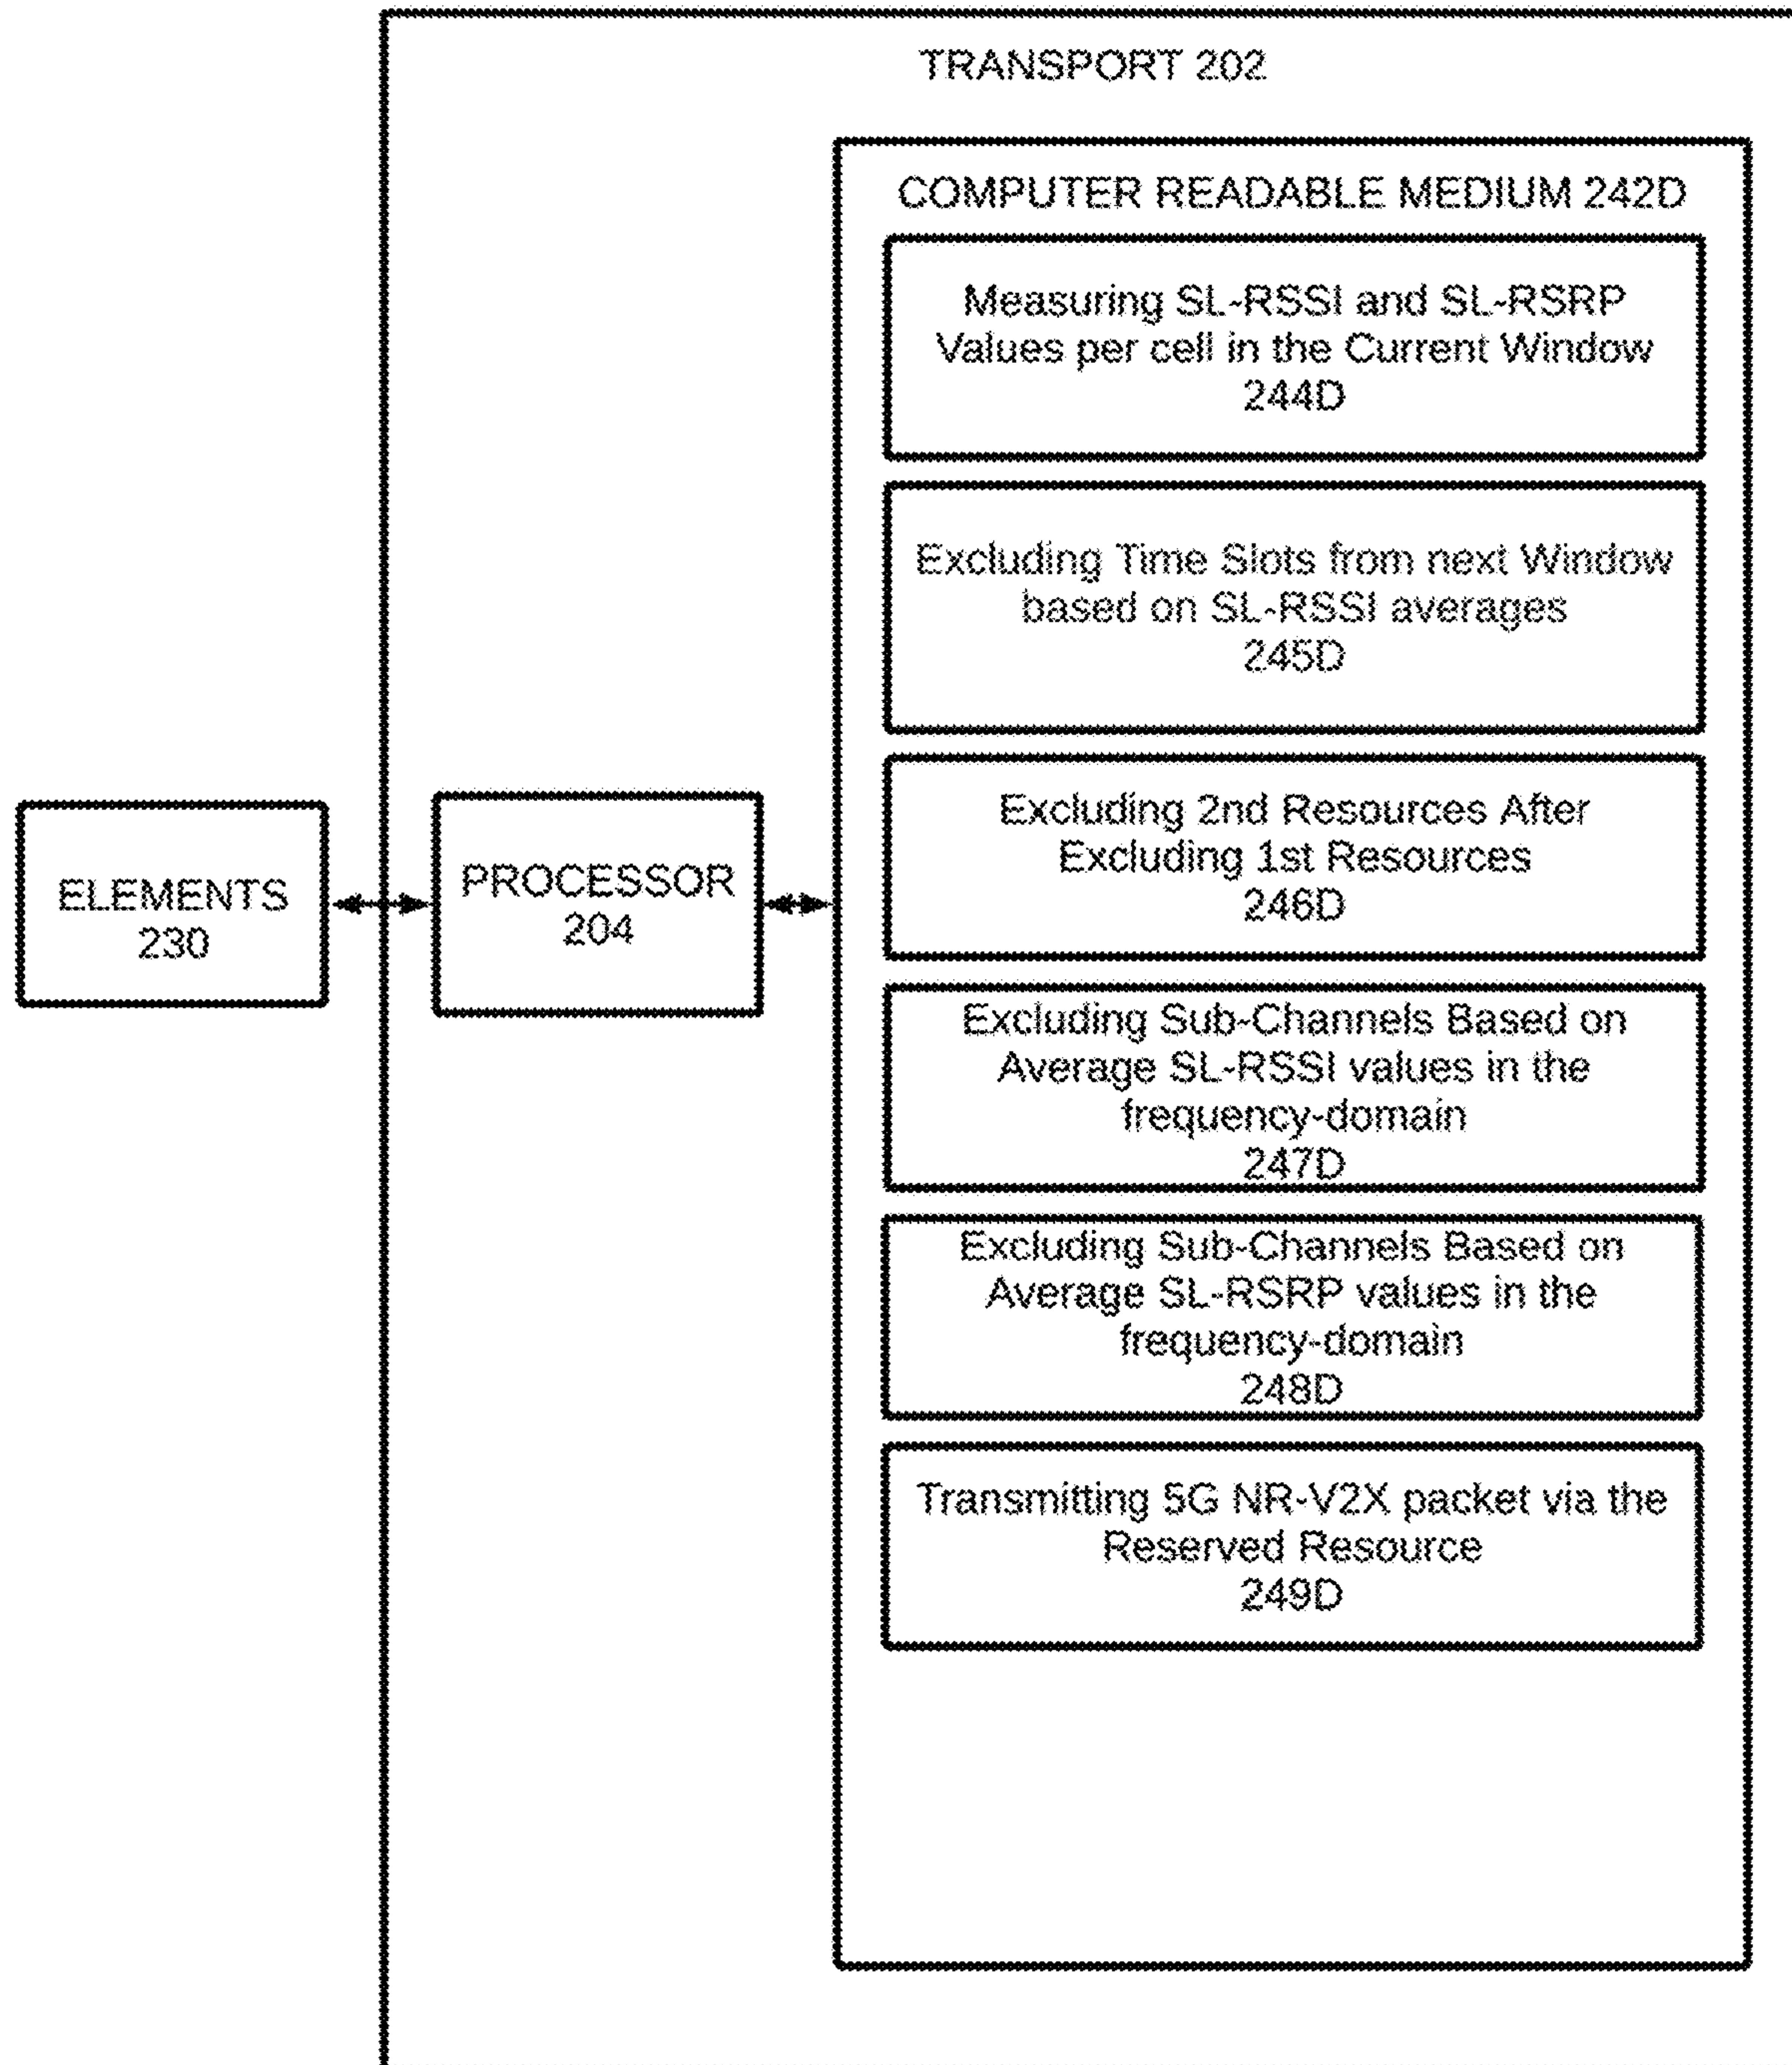 TRANSPORT 202
COMPUTER READABLE MEDIUM 242D
Measuring SL-RSSI and SL-RSRP
Values per cell in the Current Window
244D
Excluding Time Slots from next Window
based on SL-RSSI averages
245D
Excluding 2nd Resources After
Excluding 1st Resources
246D
ELEMENTS
230
PROCESSOR
204
Excluding Sub-Channels Based on
Average SL-RSSI values in the
frequency-domain
247D
Excluding Sub-Channels Based on
Average SL-RSRP values in the
frequency-domain
248D
Transmitting 5G NR-V2X packet via the
Reserved Resource
249D